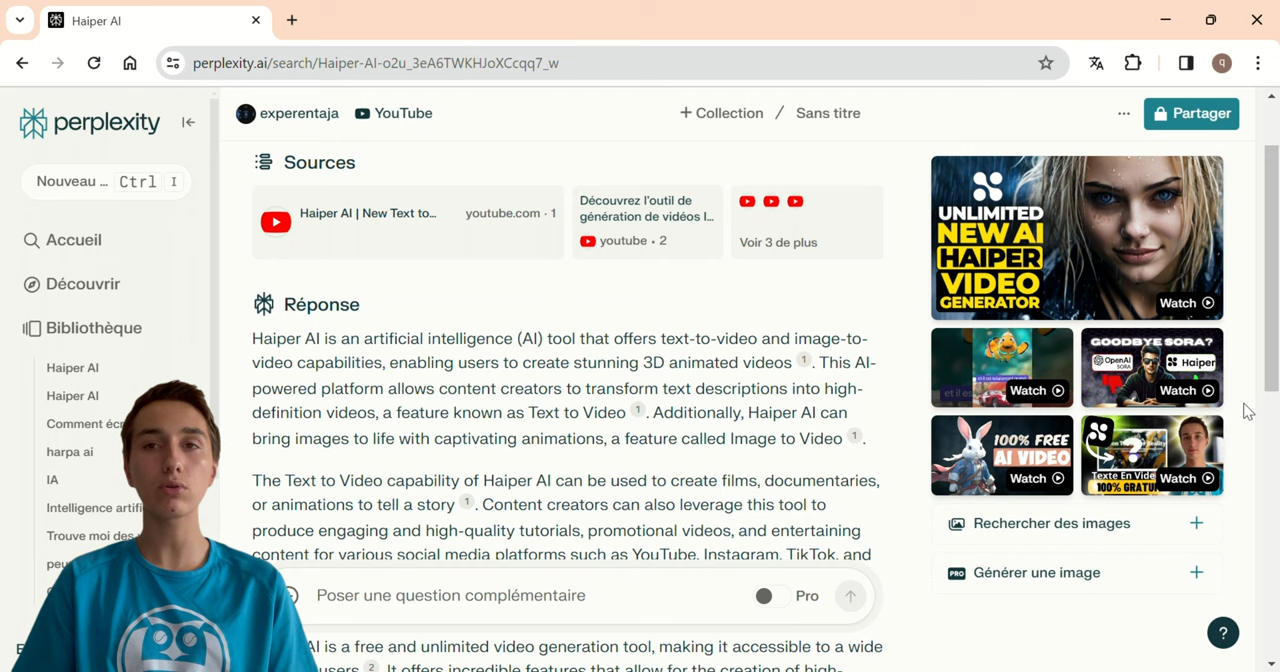 Haiper AI
perplexity.ai/search/Haiper-AI-o2u_3eA6TWKHJoXCcqq7_w
q
perplexity
experentaja
YouTube
+ Collection / Sans titre
Partager
Nouveau ... Ctrl I
Accueil
Découvrir
Bibliothèque
Haiper AI
Haiper AI
Comment écr
harpa ai
IA
Intelligence artifi
Trouve moi des
peu
Sources
Haiper AI | New Text to...
youtube.com · 1
Découvrez l'outil de
génération de vidéos I...
youtube · 2
Voir 3 de plus
Réponse
Haiper AI is an artificial intelligence (AI) tool that offers text-to-video and image-to-
video capabilities, enabling users to create stunning 3D animated videos 1. This AI-
powered platform allows content creators to transform text descriptions into high-
definition videos, a feature known as Text to Video 1. Additionally, Haiper AI can
bring images to life with captivating animations, a feature called Image to Video 1.
The Text to Video capability of Haiper AI can be used to create films, documentaries,
or animations to tell a story 1. Content creators can also leverage this tool to
produce engaging and high-quality tutorials, promotional videos, and entertaining
content for various social media platforms such as YouTube, Instagram, TikTok, and
Poser une question complémentaire
Pro
AI is a free and unlimited video generation tool, making it accessible to a wide
users 2. It offers incredible features that allow for the creation of high-
UNLIMITED
NEW AI
HAIPER
VIDEO
GENERATOR
Watch
et il es
Watch
GOODBYE SORA?
OpenAI
SORA
Haiper
Watch
100% FREE
AI VIDEO
Watch
Texte En Vide
100% GRATUI
Watch
Rechercher des images
PRO Générer une image
?